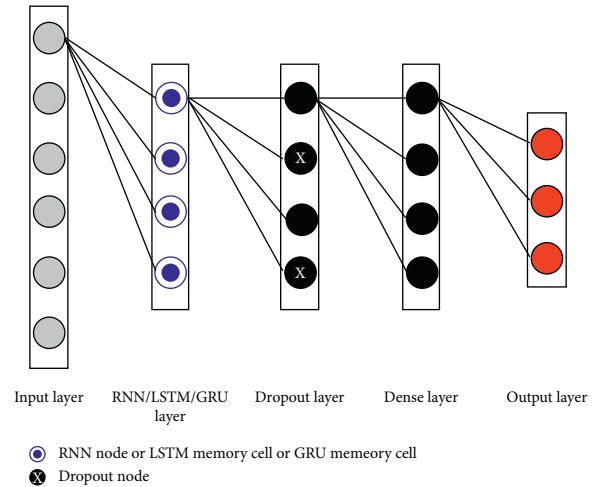 X
X
Input layer
RNN/LSTM/GRU
layer
Dropout layer
Dense layer
Output layer
RNN node or LSTM memory cell or GRU memeory cell
X
Dropout node